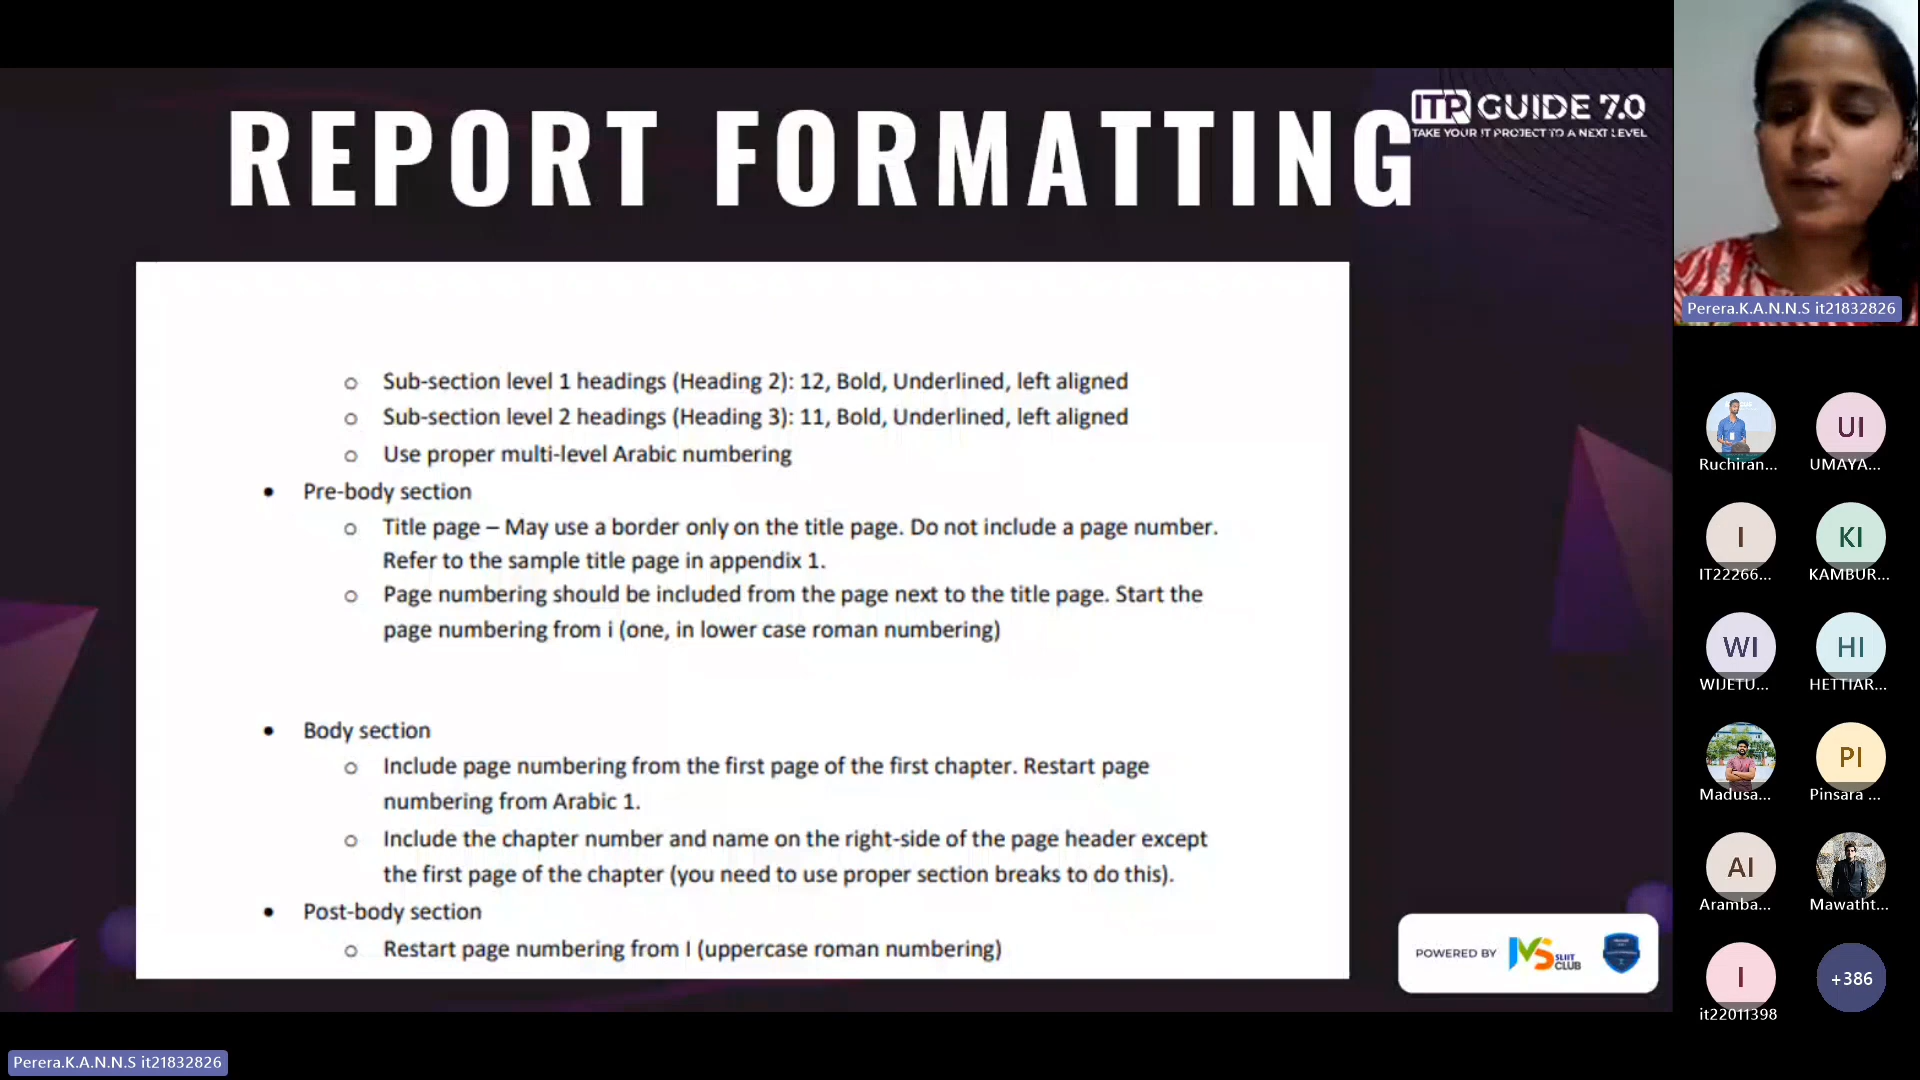 REPORT FORMATTING
ITP GUIDE 7.0
TAKE YOUR IT PROJECT TO A NEXT LEVEL
o Sub-section level 1 headings (Heading 2): 12, Bold, Underlined, left aligned
o Sub-section level 2 headings (Heading 3): 11, Bold, Underlined, left aligned
o Use proper multi-level Arabic numbering
• Pre-body section
o Title page – May use a border only on the title page. Do not include a page number.
Refer to the sample title page in appendix 1.
o Page numbering should be included from the page next to the title page. Start the
page numbering from i (one, in lower case roman numbering)
• Body section
o Include page numbering from the first page of the first chapter. Restart page
numbering from Arabic 1.
o Include the chapter number and name on the right-side of the page header except
the first page of the chapter (you need to use proper section breaks to do this).
• Post-body section
o Restart page numbering from I (uppercase roman numbering)
POWERED BY
MS SLIIT
CLUB
Perera.K.A.N.N.S it21832826
Perera.K.A.N.N.S it21832826
Ruchiran...
UI
UMAYA...
I
IT22266...
KI
KAMBUR...
WI
WIJETU...
HI
HETTIAR...
Madusa...
PI
Pinsara ...
AI
Aramba...
Mawatht...
I
it22011398
+386